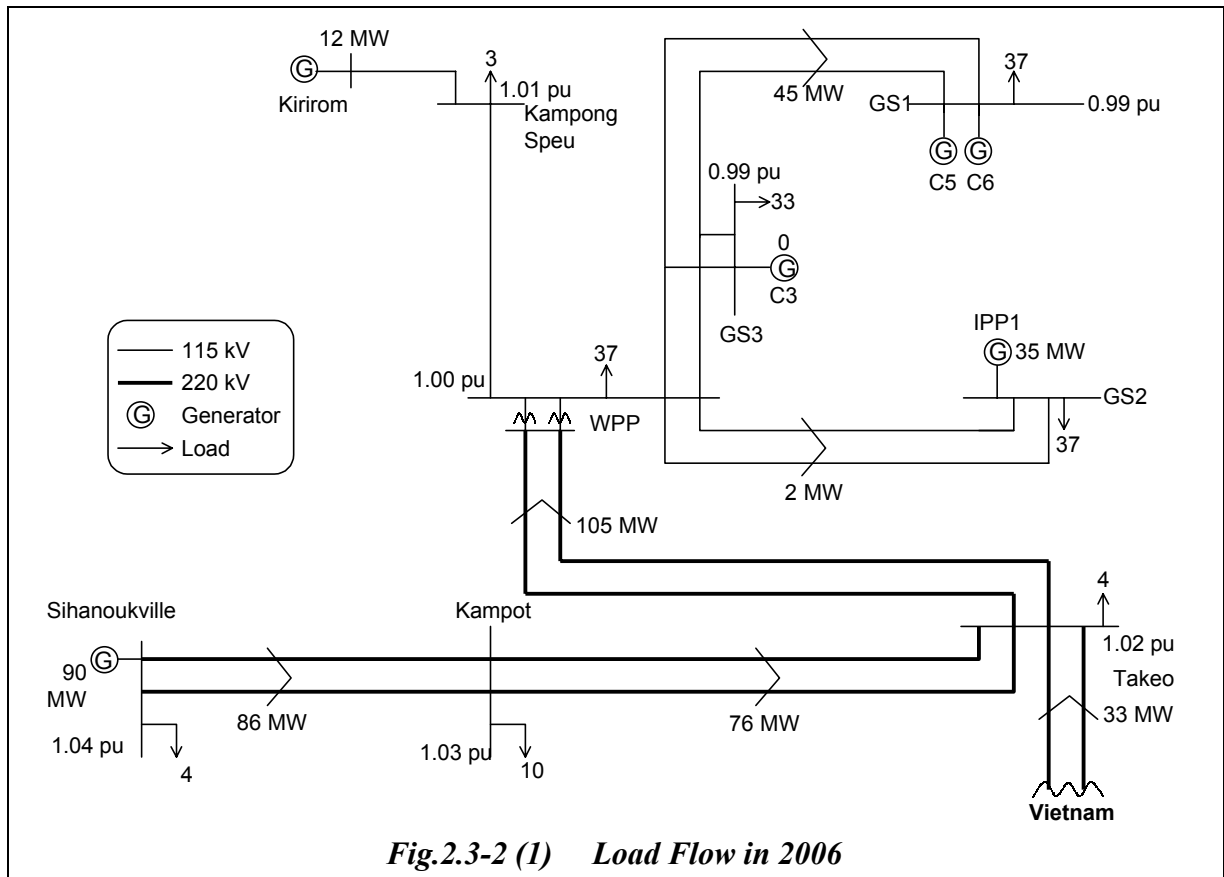 12 MW
G
Kirirom
3
1.01 pu
Kampong
Speu
45 MW
37
GS1
0.99 pu
G
G
C5
C6
0.99 pu
33
0
G
C3
GS3
IPP1
G
35 MW
GS2
37
115 kV
220 kV
G
Generator
Load
1.00 pu
37
WPP
2 MW
105 MW
4
1.02 pu
Takeo
33 MW
Vietnam
Sihanoukville
G
90
MW
86 MW
1.04 pu
4
Kampot
1.03 pu
10
76 MW
Fig.2.3-2 (1) Load Flow in 2006